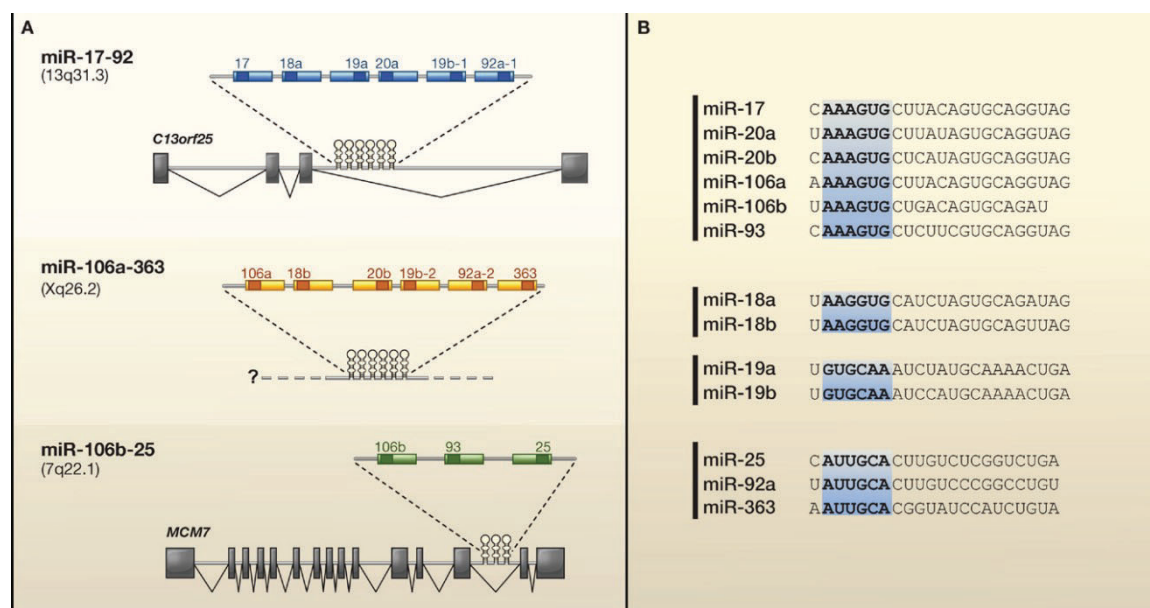 A
miR-17-92
(13q31.3)
17 18a 19a 20a 19b-1 92a-1
C13orf25
miR-106a-363
(Xq26.2)
106a 18b 20b 19b-2 92a-2 363
?
miR-106b-25
(7q22.1)
106b 93 25
MCM7
B
miR-17 CAAAGUGCUUACAGUGCAGGUAG
miR-20a UAAAGUGCUUAUAGUGCAGGUAG
miR-20b CAAAGUGCUCAUAGUGCAGGUAG
miR-106a AAAAGUGCUUACAGUGCAGGUAG
miR-106b UAAAGUGCUGACAGUGCAGAU
miR-93 CAAAGUGCUCUUCGUGCAGGUAG
miR-18a UAAGGUGCAUCUAGUGCAGAUAG
miR-18b UAAGGUGCAUCUAGUGCAGUUAG
miR-19a UGUGCAAAUCUAUGCAAAACUGA
miR-19b UGUGCAAAUCCAUGCAAAACUGA
miR-25 CAUUGCACUUGUCUCGGUCUGA
miR-92a UAUUGCACUUGUCCCGGCCUGU
miR-363 AAUUGCACGGUAUCCAUCUGUA